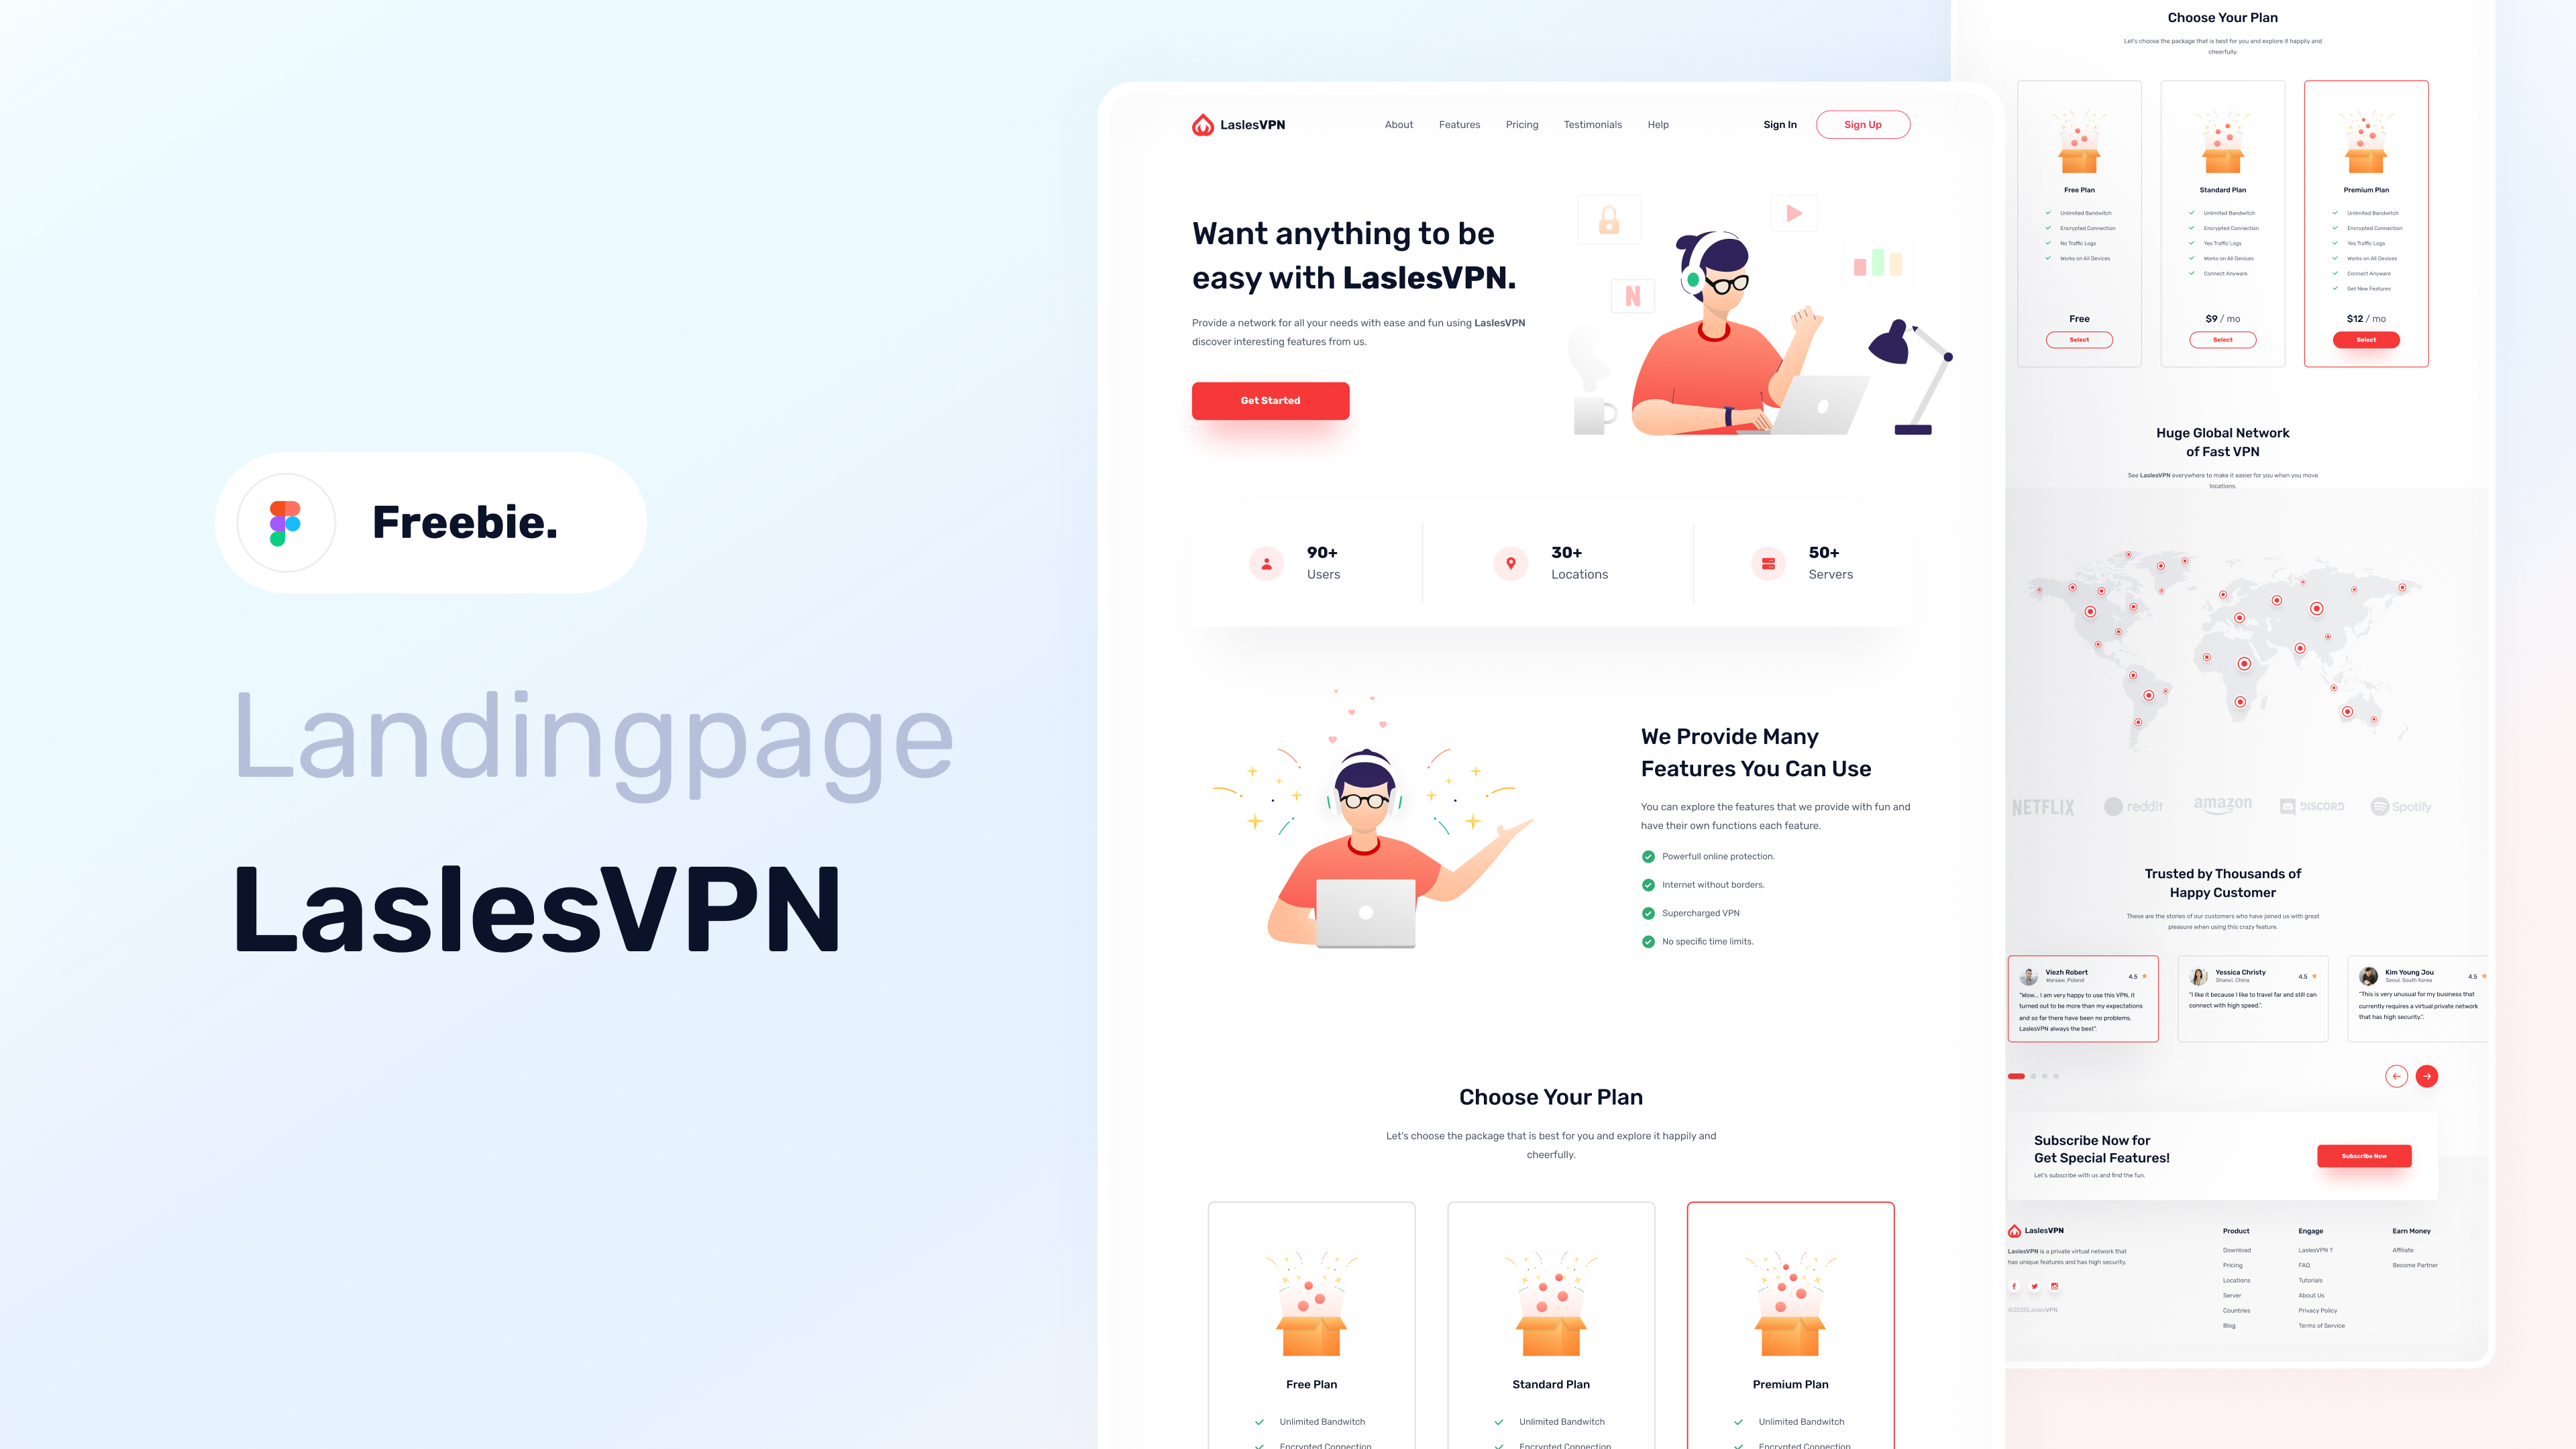 Freebie.
Landingpage
LaslesVPN
LaslesVPN
About
Features
Pricing
Testimonials
Help
Sign In
Sign Up
Want anything to be
easy with LaslesVPN.
Provide a network for all your needs with ease and fun using LaslesVPN
discover interesting features from us.
Get Started
N
90+
Users
30+
Locations
50+
Servers
We Provide Many
Features You Can Use
You can explore the features that we provide with fun and
have their own functions each feature.
Powerfull online protection.
Internet without borders.
Supercharged VPN
No specific time limits.
Choose Your Plan
Let's choose the package that is best for you and explore it happily and
cheerfully.
Free Plan
Unlimited Bandwitch
Encrypted Connection
Standard Plan
Unlimited Bandwitch
Encrypted Connection
Premium Plan
Unlimited Bandwitch
Encrypted Connection
Choose Your Plan
Let's choose the package that is best for you and explore it happily and
cheerfully.
Free Plan
Unlimited Bandwitch
Encrypted Connection
No Traffic Logs
Works on All Devices
Free
Select
Standard Plan
Unlimited Bandwitch
Encrypted Connection
Yes Traffic Logs
Works on All Devices
Connect Anyware
$9 / mo
Select
Premium Plan
Unlimited Bandwitch
Encrypted Connection
Yes Traffic Logs
Works on All Devices
Connect Anyware
Get New Features
$12 / mo
Select
Huge Global Network
of Fast VPN
See LaslesVPN everywhere to make it easier for you when you move
locations.
NETFLIX
reddit
amazon
DISCORD
Spotify
Trusted by Thousands of
Happy Customer
These are the stories of our customers who have joined us with great
pleasure when using this crazy feature.
Viezh Robert
Warsaw, Poland
4.5
"Wow... I am very happy to use this VPN, it
turned out to be more than my expectations
and so far there have been no problems.
LaslesVPN always the best".
Yessica Christy
Shanxi, China
4.5
"I like it because I like to travel far and still can
connect with high speed.".
Kim Young Jou
Seoul, South Korea
4.5
"This is very unusual for my business that
currently requires a virtual private network
that has high security.".
Subscribe Now for
Get Special Features!
Let's subscribe with us and find the fun.
Subscribe Now
LaslesVPN
LaslesVPN is a private virtual network that
has unique features and has high security.
©2020LaslesVPN
Product
Download
Pricing
Locations
Server
Countries
Blog
Engage
LaslesVPN ?
FAQ
Tutorials
About Us
Privacy Policy
Terms of Service
Earn Money
Affiliate
Become Partner